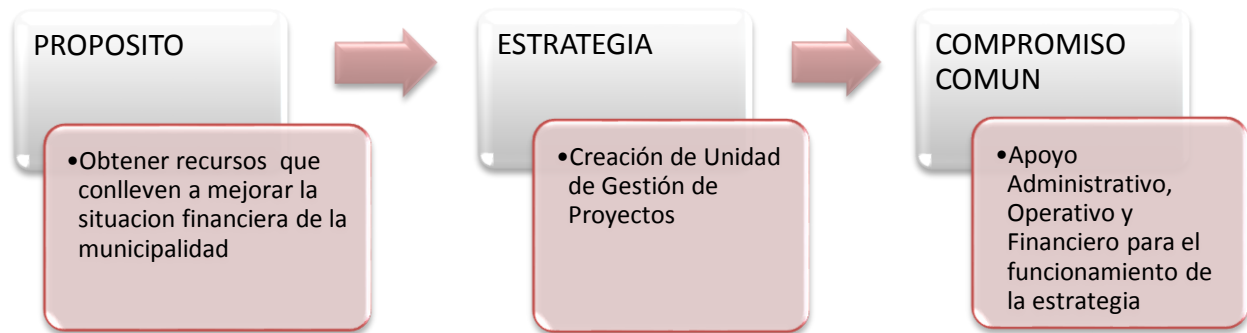 PROPOSITO
•Obtener recursos que
conlleven a mejorar la
situacion financiera de la
municipalidad
ESTRATEGIA
•Creación de Unidad
de Gestión de
Proyectos
COMPROMISO
COMUN
•Apoyo
Administrativo,
Operativo y
Financiero para el
funcionamiento de
la estrategia